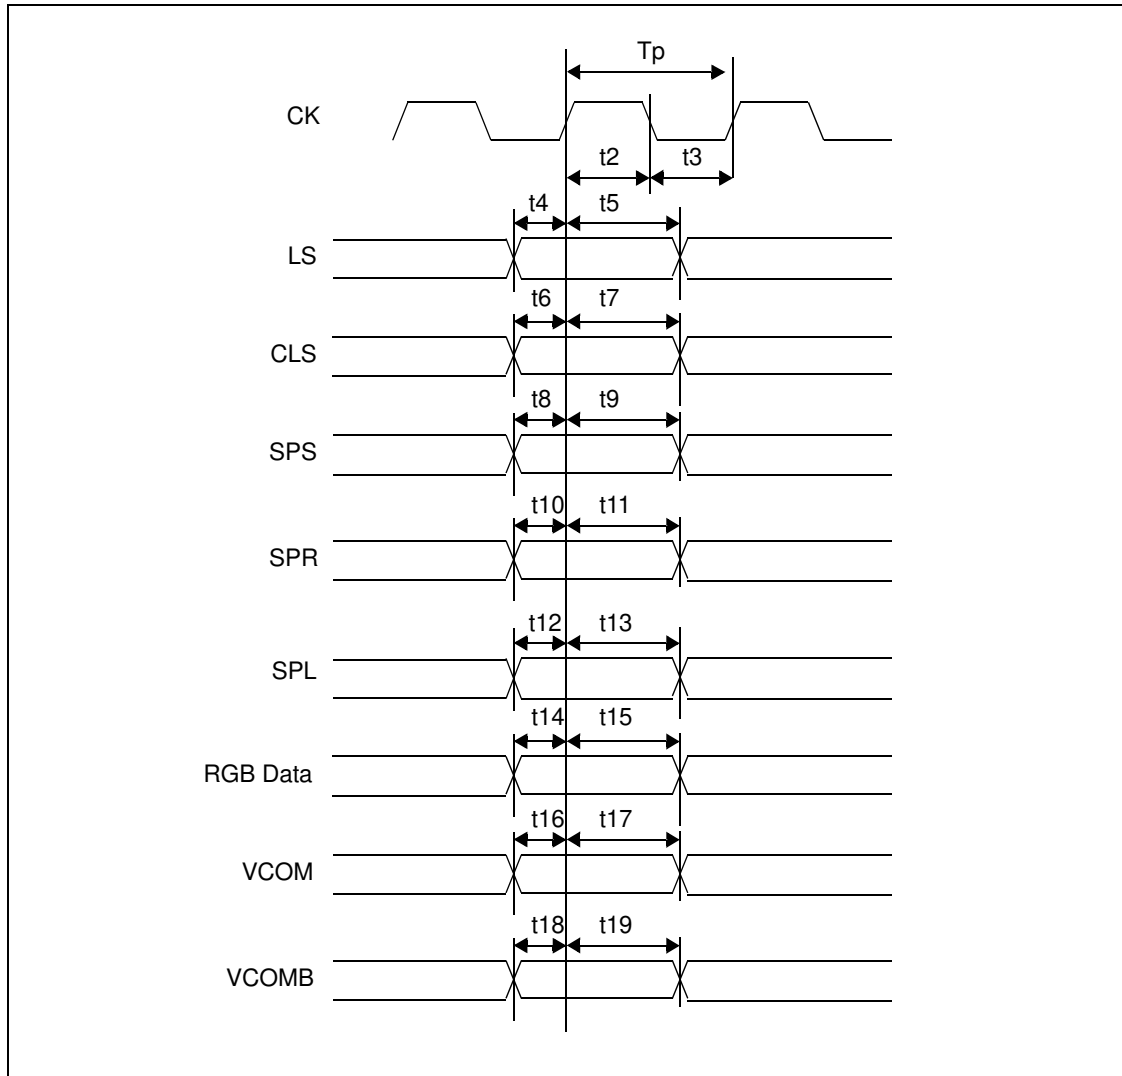 Tp
CK
t2 t3
t4 t5
LS
t6 t7
CLS
t8 t9
SPS
t10 t11
SPR
t12 t13
SPL
t14 t15
RGB Data
t16 t17
VCOM
t18 t19
VCOMB